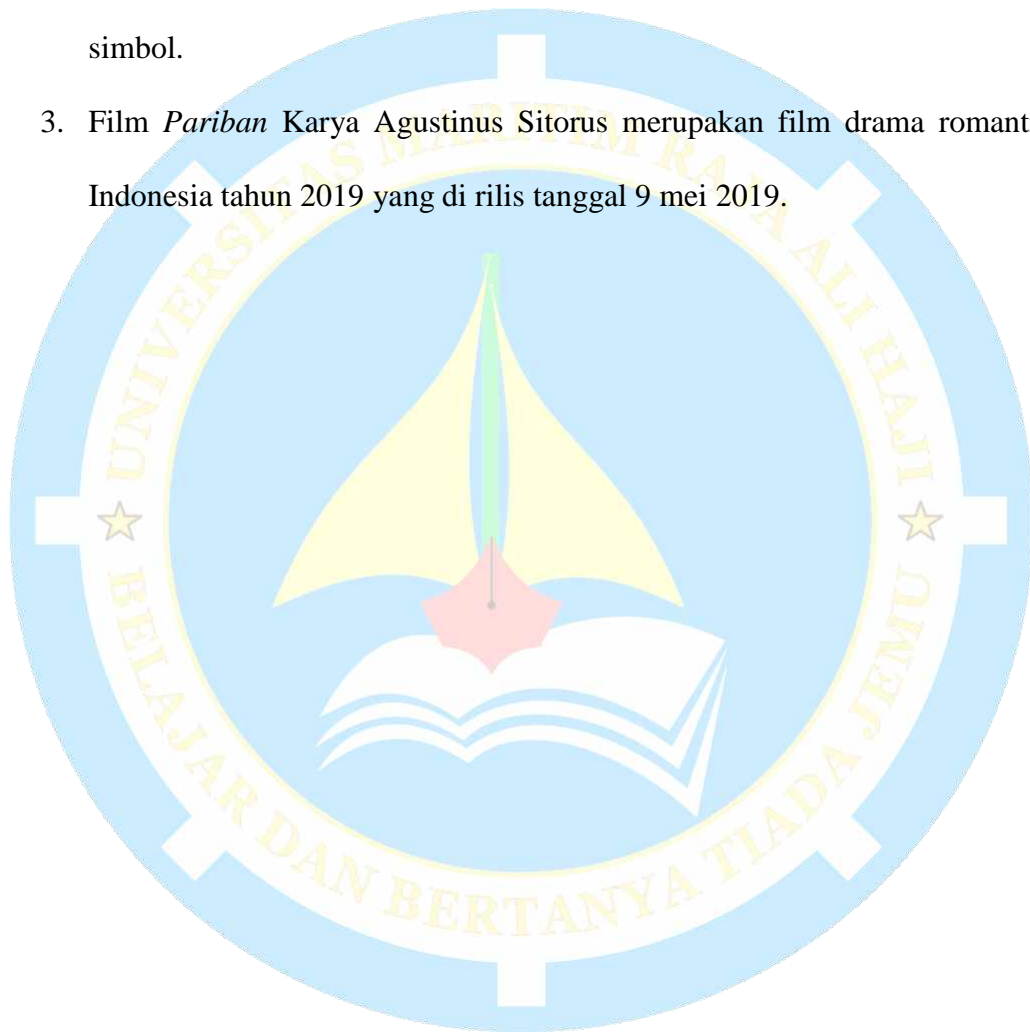 simbol.
3. Film Pariban Karya Agustinus Sitorus merupakan film drama romant
Indonesia tahun 2019 yang di rilis tanggal 9 mei 2019.
UNIVERSITAS MARITIM RAJA ALI HAJI
BELAJAR DAN BERTANYA TIADA JEMU